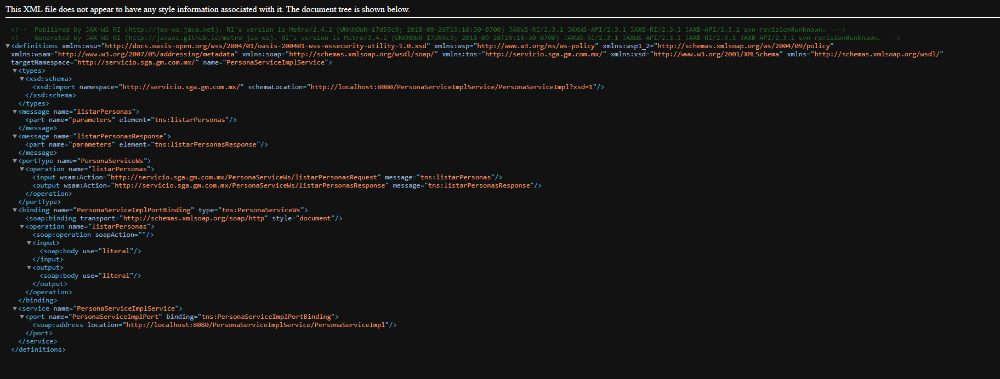 This XML file does not appear to have any style information associated with it. The document tree is shown below.
<!-- Published by JAX-WS RI (http://jax-ws.java.net). RI's version is Metro/2.4.2 (UNKNOWN-17d59c9; 2018-09-26T15:16:30-0700) JAXWS-RI/2.3.1 JAXWS-API/2.3.1 JAXB-RI/2.3.1 JAXB-API/2.3.1 svn-revision#unknown. -->
<!-- Generated by JAX-WS RI (http://javaee.github.io/metro-jax-ws). RI's version is Metro/2.4.2 (UNKNOWN-17d59c9; 2018-09-26T15:16:30-0700) JAXWS-RI/2.3.1 JAXWS-API/2.3.1 JAXB-RI/2.3.1 JAXB-API/2.3.1 svn-revision#unknown. -->
<definitions xmlns:wsu="http://docs.oasis-open.org/wss/2004/01/oasis-200401-wss-wssecurity-utility-1.0.xsd" xmlns:wsp="http://www.w3.org/ns/ws-policy" xmlns:wsp1_2="http://schemas.xmlsoap.org/ws/2004/09/policy"
xmlns:wsam="http://www.w3.org/2007/05/addressing/metadata" xmlns:soap="http://schemas.xmlsoap.org/wsdl/soap/" xmlns:tns="http://servicio.sga.gm.com.mx/" xmlns:xsd="http://www.w3.org/2001/XMLSchema" xmlns="http://schemas.xmlsoap.org/wsdl/"
targetNamespace="http://servicio.sga.gm.com.mx/" name="PersonaServiceImplService">
<types>
<xsd:schema>
<xsd:import namespace="http://servicio.sga.gm.com.mx/" schemaLocation="http://localhost:8080/PersonaServiceImplService/PersonaServiceImpl?xsd=1"/>
</xsd:schema>
</types>
<message name="listarPersonas">
<part name="parameters" element="tns:listarPersonas"/>
</message>
<message name="listarPersonasResponse">
<part name="parameters" element="tns:listarPersonasResponse"/>
</message>
<portType name="PersonaServiceWs">
<operation name="listarPersonas">
<input wsam:Action="http://servicio.sga.gm.com.mx/PersonaServiceWs/listarPersonasRequest" message="tns:listarPersonas"/>
<output wsam:Action="http://servicio.sga.gm.com.mx/PersonaServiceWs/listarPersonasResponse" message="tns:listarPersonasResponse"/>
</operation>
</portType>
<binding name="PersonaServiceImplPortBinding" type="tns:PersonaServiceWs">
<soap:binding transport="http://schemas.xmlsoap.org/soap/http" style="document"/>
<operation name="listarPersonas">
<soap:operation soapAction=""/>
<input>
<soap:body use="literal"/>
</input>
<output>
<soap:body use="literal"/>
</output>
</operation>
</binding>
<service name="PersonaServiceImplService">
<port name="PersonaServiceImplPort" binding="tns:PersonaServiceImplPortBinding">
<soap:address location="http://localhost:8080/PersonaServiceImplService/PersonaServiceImpl"/>
</port>
</service>
</definitions>